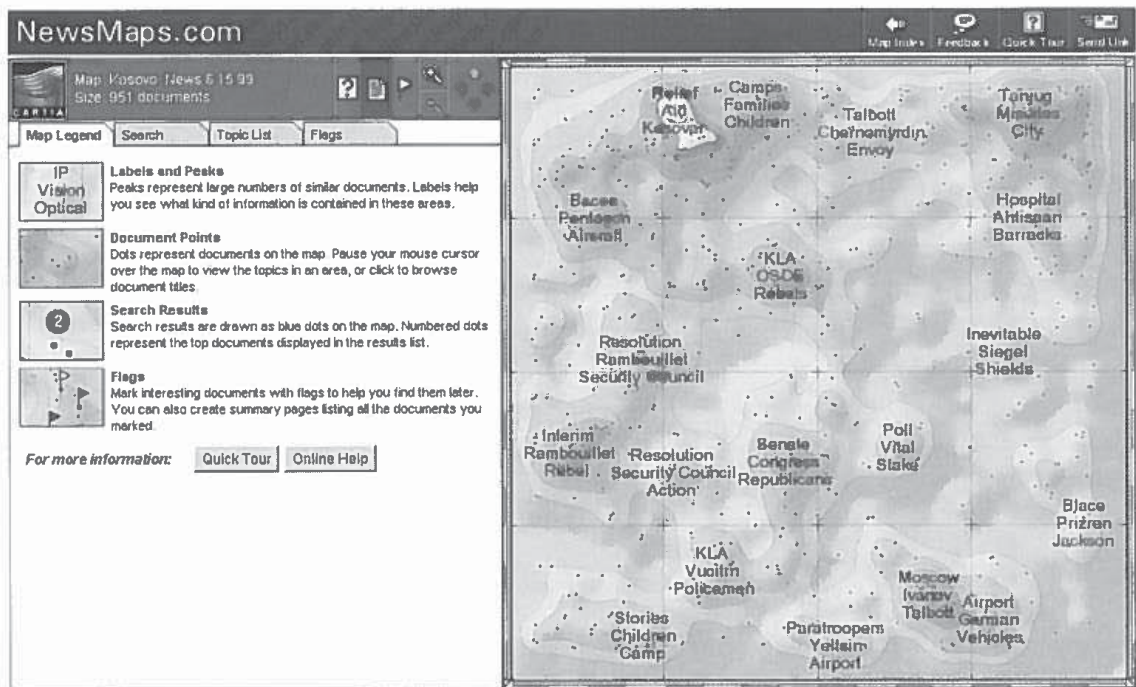 NewsMaps.com
Map Index Feedback Quick Tour Send Link
CARTIA
Map: Kosovo News 6 15 99
Size: 951 documents
Map Legend Search Topic List Flags
IP
Vision
Optical
Labels and Peaks
Peaks represent large numbers of similar documents. Labels help
you see what kind of information is contained in these areas.
Document Points
Dots represent documents on the map. Pause your mouse cursor
over the map to view the topics in an area, or click to browse
document titles.
2
Search Results
Search results are drawn as blue dots on the map. Numbered dots
represent the top documents displayed in the results list.
Flags
Mark interesting documents with flags to help you find them later.
You can also create summary pages listing all the documents you
marked.
For more information: Quick Tour Online Help
Relief
Aid
Kosovar
Camps
Families
Children
Talbott
Chernomyrdin
Envoy
Tanjug
Minutes
City
Bacee
Pentagon
Aircraft
Hospital
Ahtisaari
Barracks
KLA
OSCE
Rebels
Resolution
Rambouillet
Security Council
Inevitable
Siegel
Shields
Interim
Rambouillet
Rebel
Resolution
Security Council
Action
Senate
Congress
Republicans
Poll
Vital
Stake
Blace
Prizren
Jackson
KLA
Vucitrn
Policeman
Moscow
Ivanov
Talbott
Airport
German
Vehicles
Stories
Children
Camp
Paratroopers
Yeltsin
Airport